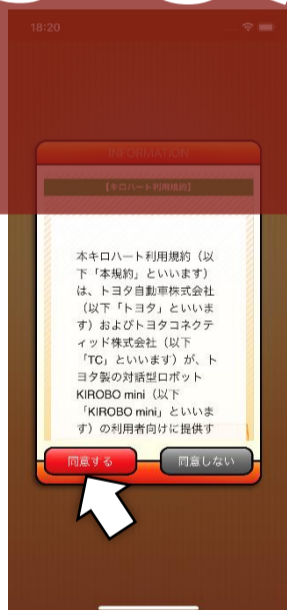 18:20
INFORMATION
【キロハート利用規約】
本キロハート利用規約（以
下「本規約」といいます）
は、トヨタ自動車株式会社
（以下「トヨタ」といいま
す）およびトヨタコネクテ
ィッド株式会社（以下
「TC」といいます）が、ト
ヨタ製の対話型ロボット
KIROBO mini（以下
「KIROBO mini」といいま
す）の利用者向けに提供す
同意する 同意しない